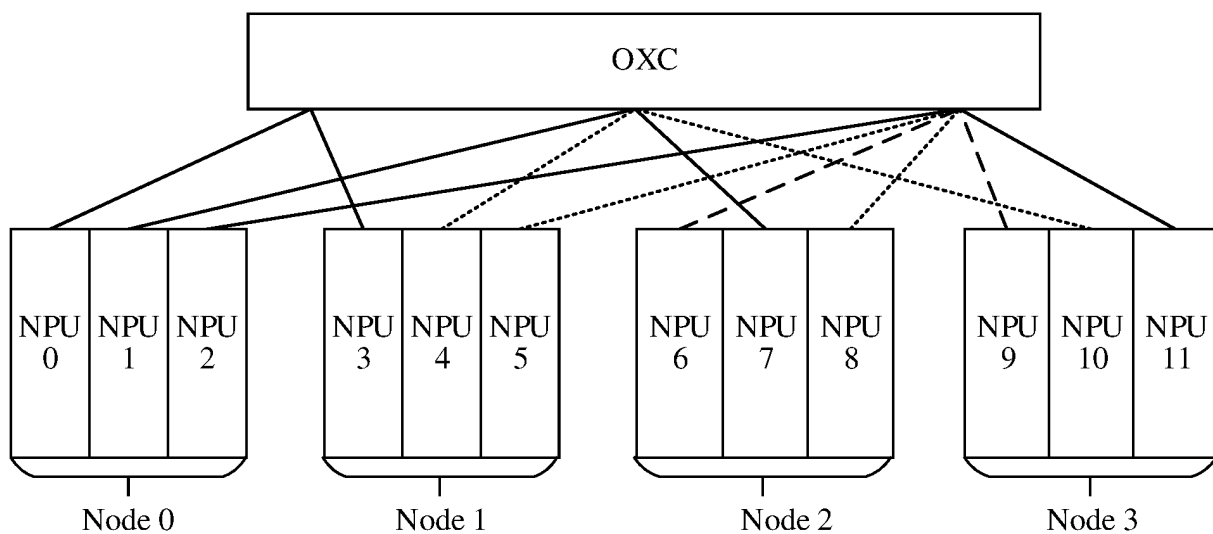 OXC
NPU NPU NPU NPU NPU NPU NPU NPU NPU NPU NPU NPU
0 1 2 3 4 5 6 7 8 9 10 11
Node 0 Node 1 Node 2 Node 3